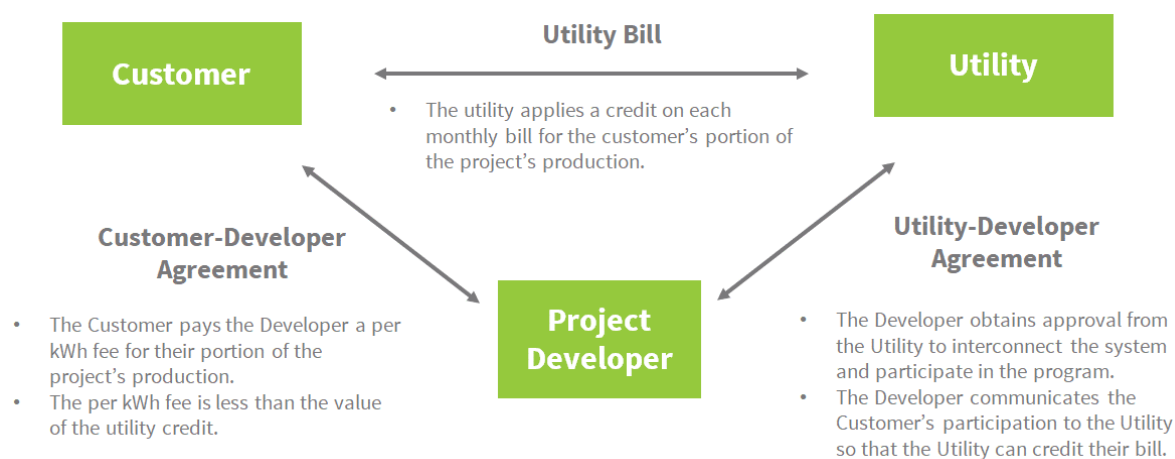 Customer
Utility Bill
Utility
• The utility applies a credit on each
monthly bill for the customer's portion of
the project's production.
Customer-Developer
Agreement
• The Customer pays the Developer a per
kWh fee for their portion of the
project's production.
• The per kWh fee is less than the value
of the utility credit.
Project
Developer
Utility-Developer
Agreement
• The Developer obtains approval from
the Utility to interconnect the system
and participate in the program.
• The Developer communicates the
Customer's participation to the Utility
so that the Utility can credit their bill.